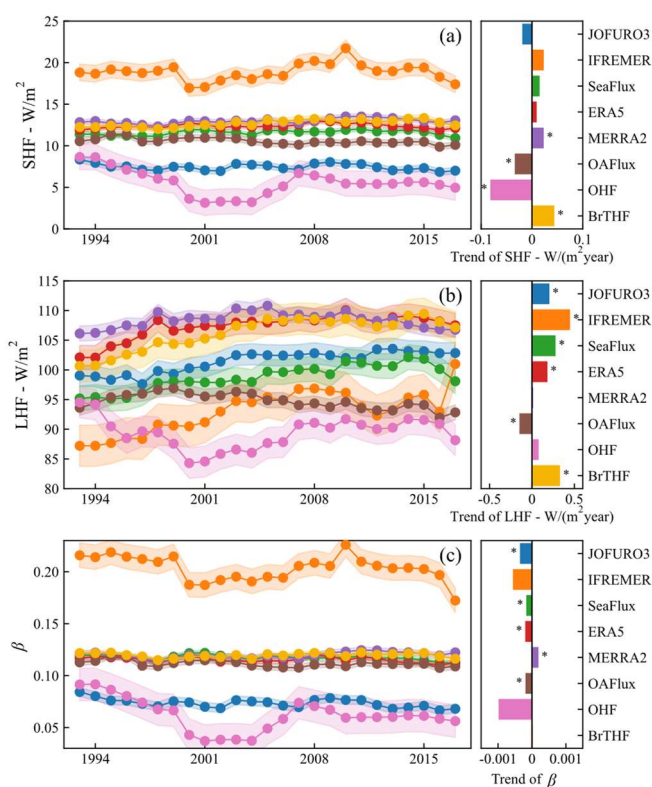 25
20
15
10
5
0
SHF - W/m²
(a)
1994
2001
2008
2015
JOFURO3
IFREMER
SeaFlux
ERA5
MERRA2
*
OAFlux
*
OHF
*
BrTHF
*
-0.1
0
0.1
Trend of SHF - W/(m²year)
115
110
105
100
95
90
85
80
LHF - W/m²
(b)
1994
2001
2008
2015
JOFURO3
*
IFREMER
*
SeaFlux
*
ERA5
*
MERRA2
OAFlux
*
OHF
BrTHF
*
-0.5
0
0.5
Trend of LHF - W/(m²year)
0.20
0.15
0.10
0.05
β
(c)
1994
2001
2008
2015
JOFURO3
*
IFREMER
SeaFlux
*
ERA5
*
MERRA2
*
OAFlux
*
OHF
BrTHF
-0.001
0.001
Trend of β